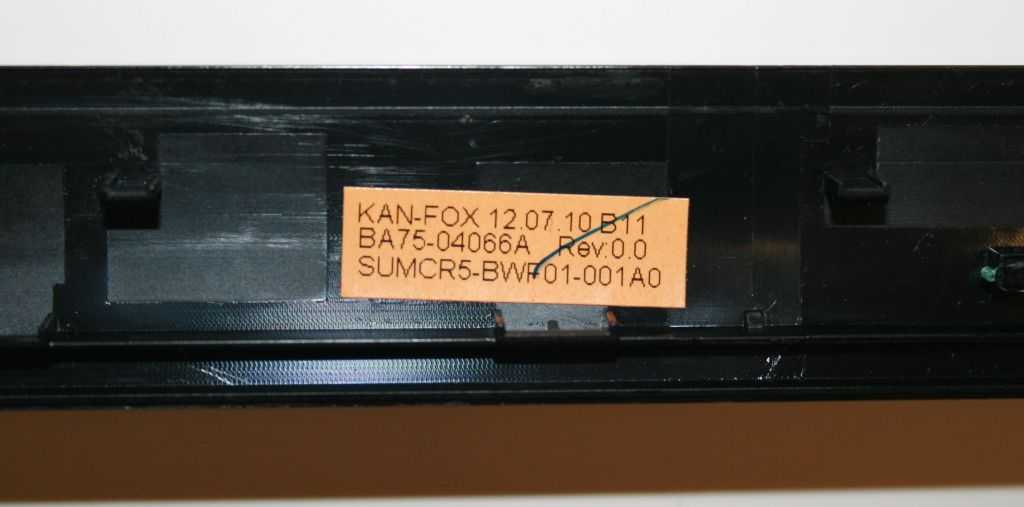 KAN-FOX 12.07.10 B11
BA75-04066A Rev:0.0
SUMCR5-BWF01-001A0